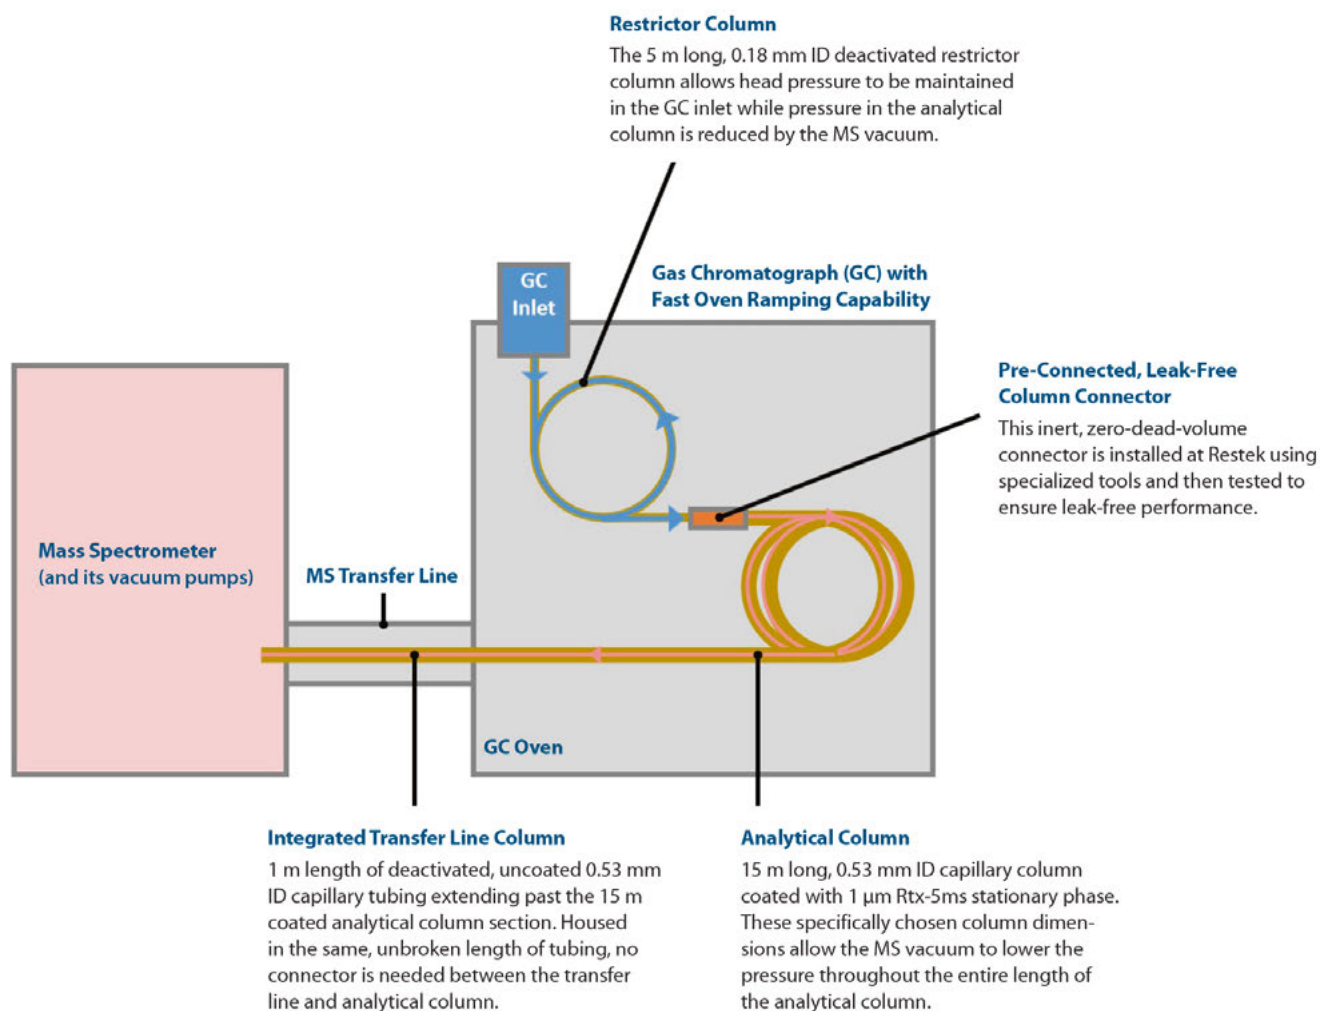 Restrictor Column
The 5 m long, 0.18 mm ID deactivated restrictor
column allows head pressure to be maintained
in the GC inlet while pressure in the analytical
column is reduced by the MS vacuum.
GC
Inlet
Gas Chromatograph (GC) with
Fast Oven Ramping Capability
Pre-Connected, Leak-Free
Column Connector
This inert, zero-dead-volume
connector is installed at Restek using
specialized tools and then tested to
ensure leak-free performance.
Mass Spectrometer
(and its vacuum pumps)
MS Transfer Line
GC Oven
Integrated Transfer Line Column
1 m length of deactivated, uncoated 0.53 mm
ID capillary tubing extending past the 15 m
coated analytical column section. Housed
in the same, unbroken length of tubing, no
connector is needed between the transfer
line and analytical column.
Analytical Column
15 m long, 0.53 mm ID capillary column
coated with 1 μm Rtx-5ms stationary phase.
These specifically chosen column dimen-
sions allow the MS vacuum to lower the
pressure throughout the entire length of
the analytical column.